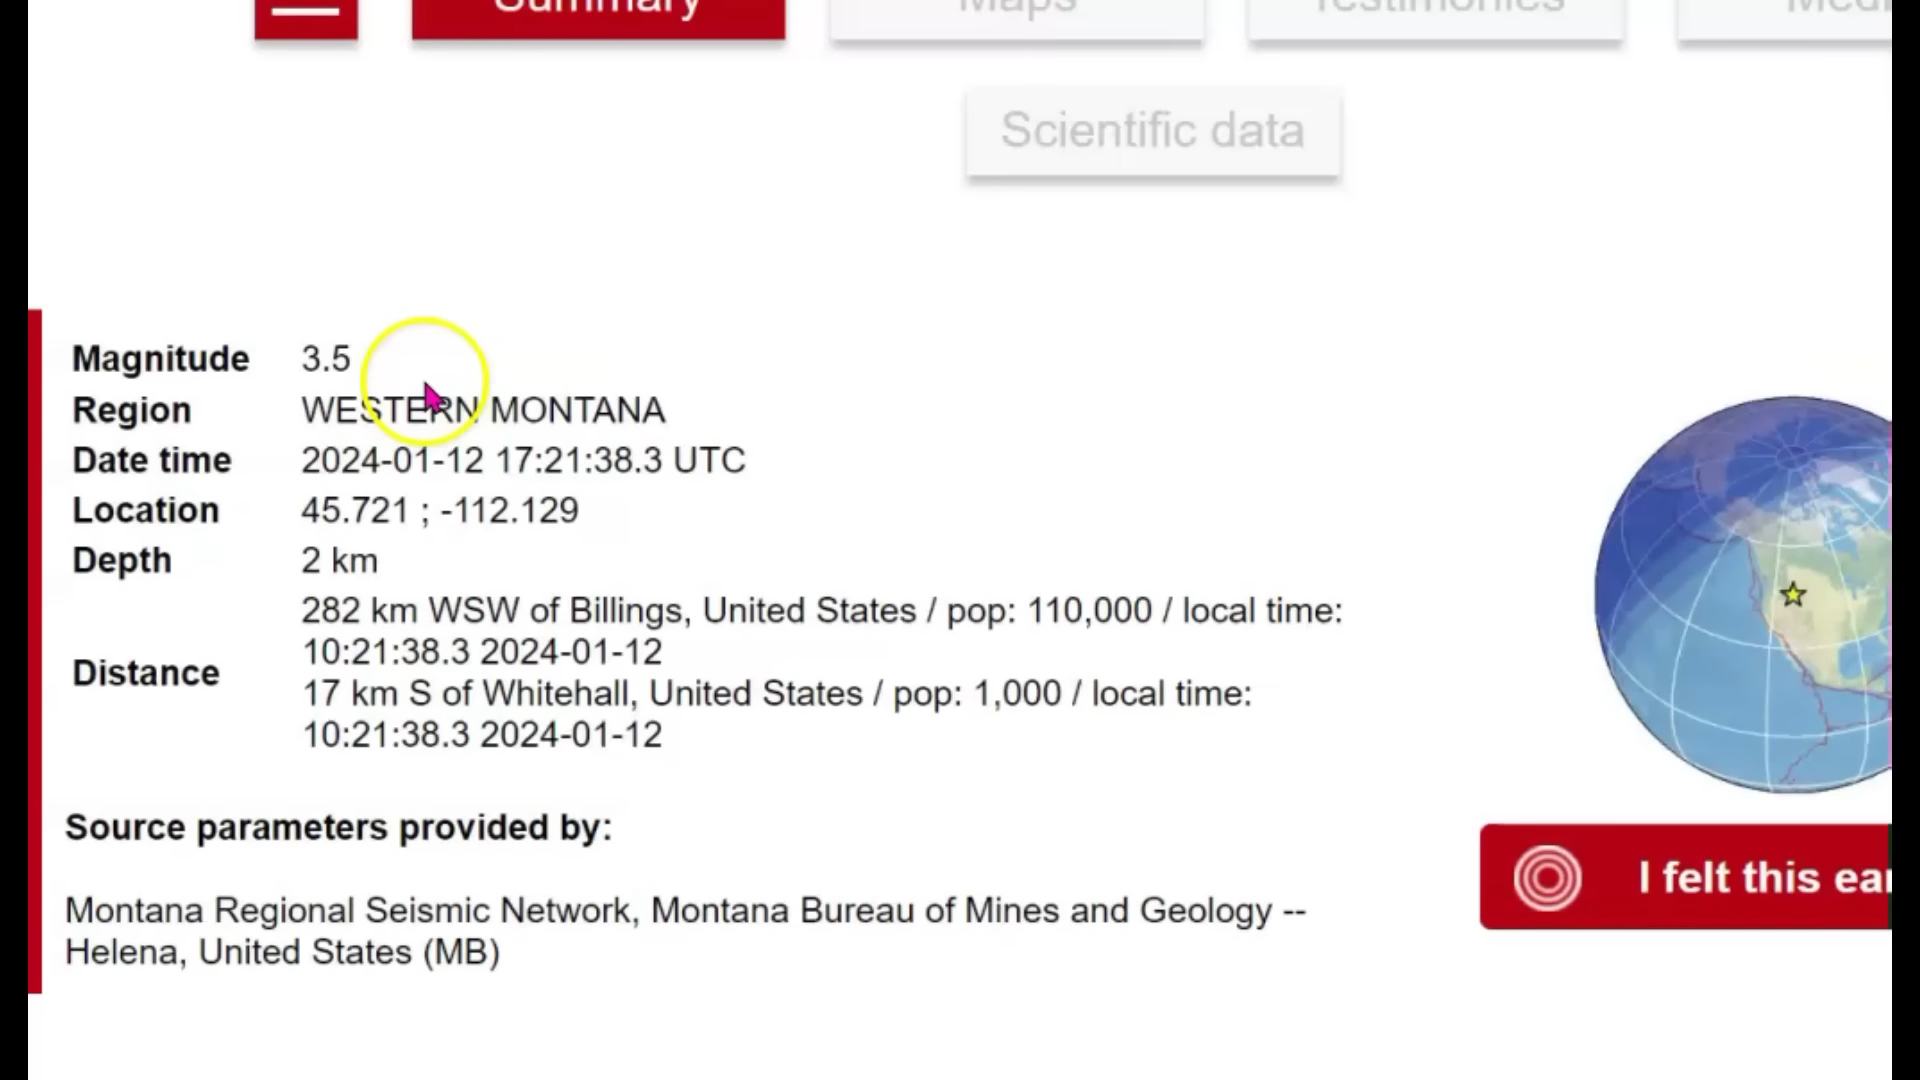 Summary Maps Testimonies
Scientific data
Magnitude 3.5
Region WESTERN MONTANA
Date time 2024-01-12 17:21:38.3 UTC
Location 45.721 ; -112.129
Depth 2 km
282 km WSW of Billings, United States / pop: 110,000 / local time:
10:21:38.3 2024-01-12
Distance
17 km S of Whitehall, United States / pop: 1,000 / local time:
10:21:38.3 2024-01-12
Source parameters provided by:
Montana Regional Seismic Network, Montana Bureau of Mines and Geology --
Helena, United States (MB)
I felt this ear